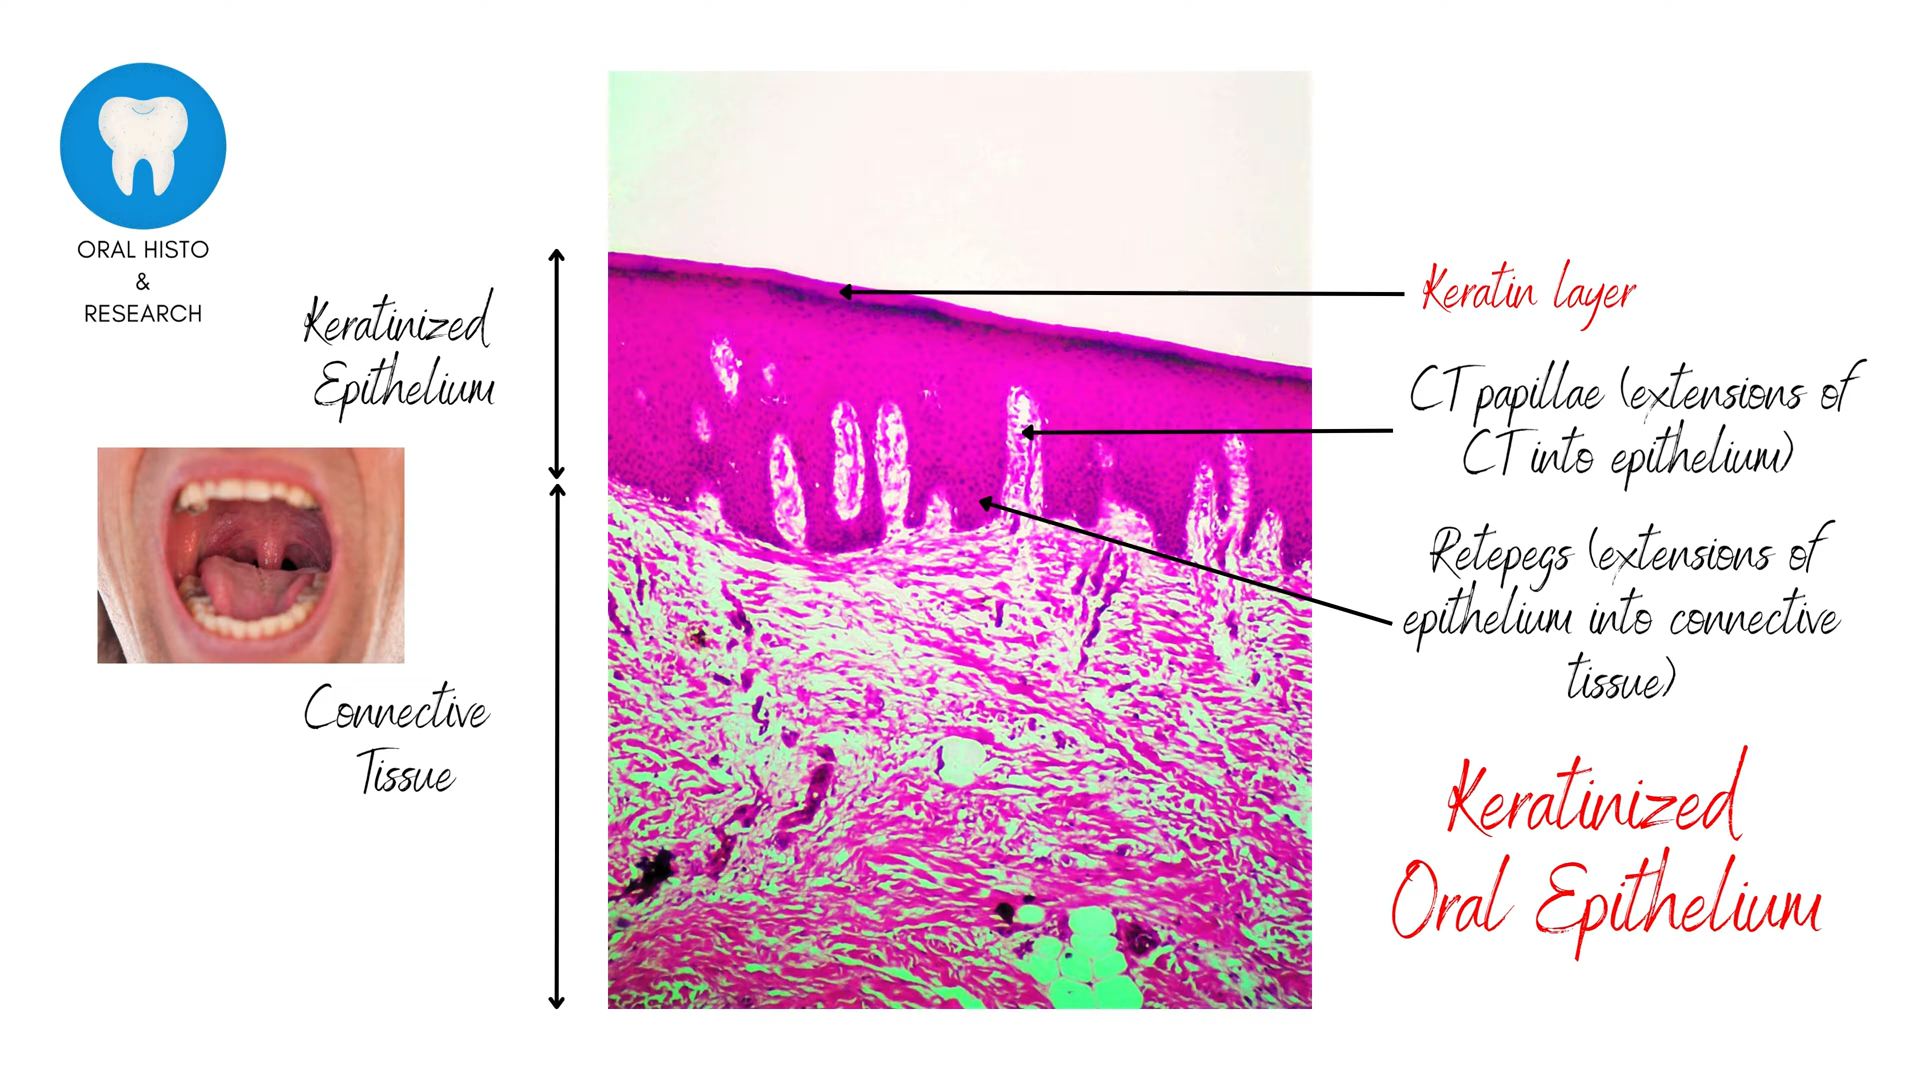 ORAL HISTO
&
RESEARCH
Keratinized
Epithelium
Connective
Tissue
Keratin layer
CT papillae (extensions of
CT into epithelium)
Retepegs (extensions of
epithelium into connective
tissue)
Keratinized
Oral Epithelium